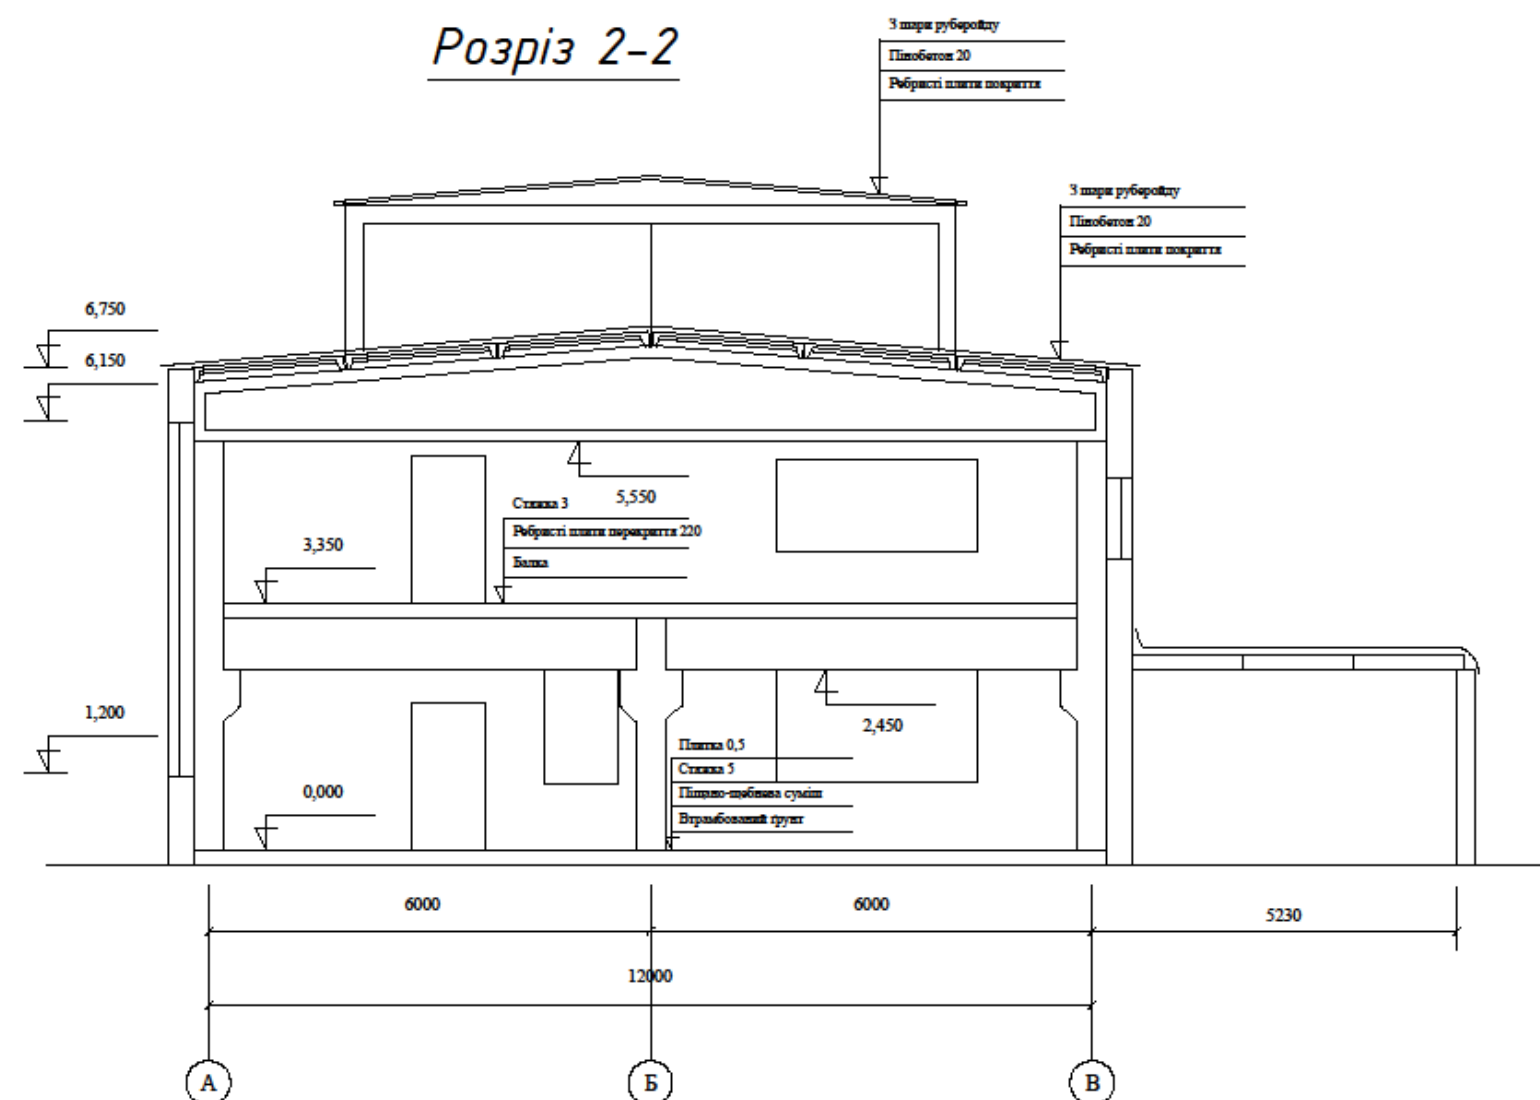 Розріз 2-2
3 шари руберойду
Пінобетон 20
Ребристі плити покриття
3 шари руберойду
Пінобетон 20
Ребристі плити покриття
6,750
6,150
5,550
Стяжка 3
Ребристі плити перекриття 220
Балка
3,350
1,200
2,450
Плитка 0,5
Стяжка 5
Піщано-щебнева суміш
Втрамбований ґрунт
0,000
6000
6000
5230
12000
А
Б
В